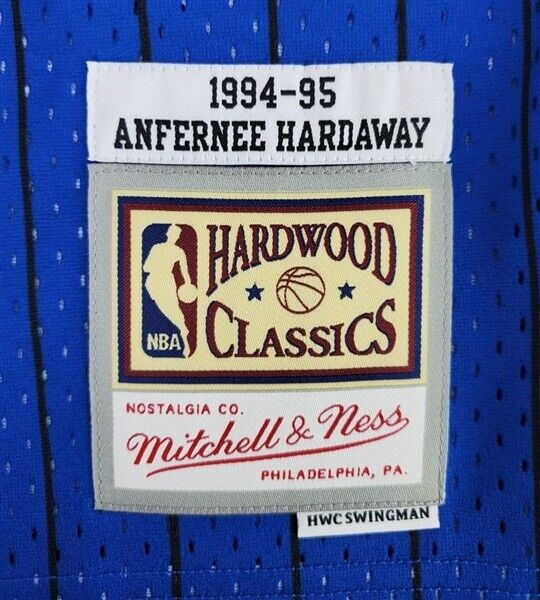 1994-95
ANFERNEE HARDAWAY
HARDWOOD
CLASSICS
NBA
NOSTALGIA CO.
Mitchell & Ness
PHILADELPHIA, PA.
HWC SWINGMAN